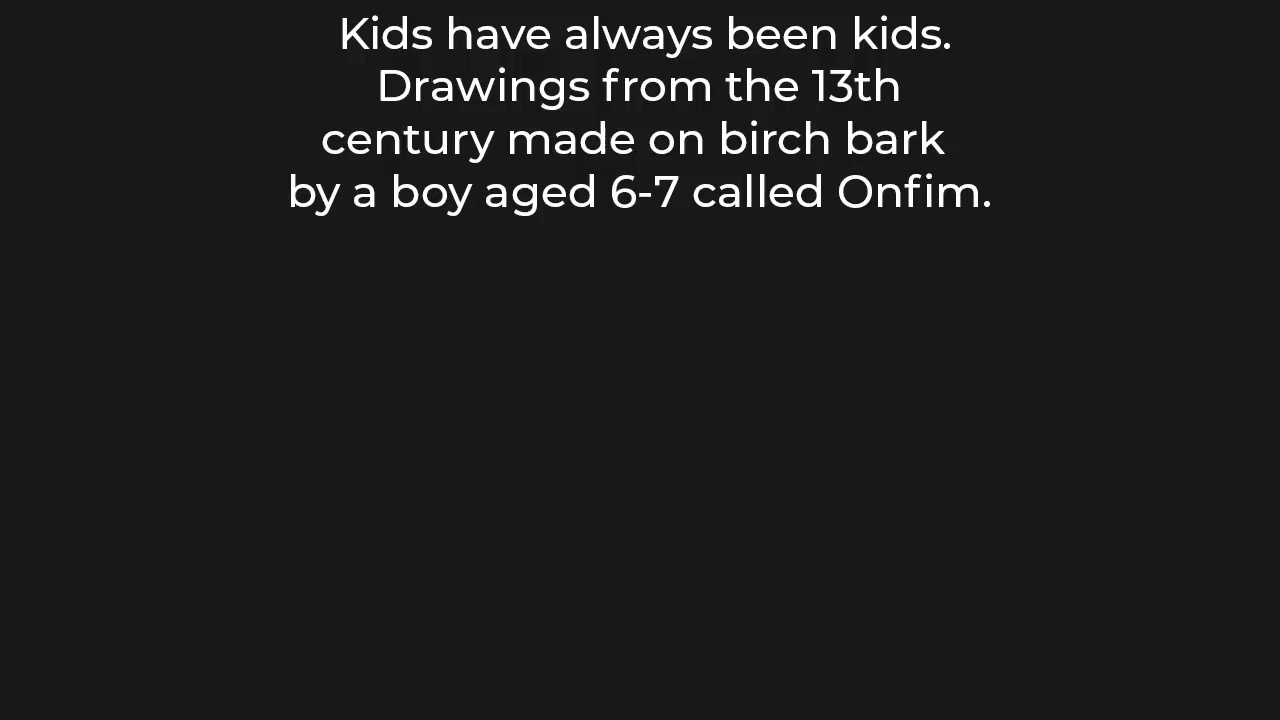 Kids have always been kids.
Drawings from the 13th
century made on birch bark
by a boy aged 6-7 called Onfim.